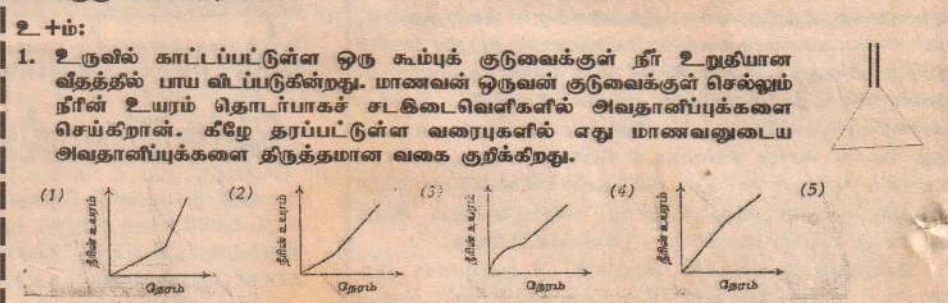 உ +ம்:
1. உருவில் காட்டப்பட்டுள்ள ஒரு கூம்புக் குடுவைக்குள் நீர் உறுதியான
வீதத்தில் பாய விடப்படுகின்றது. மாணவன் ஒருவன் குடுவைக்குள் செல்லும்
நீரின் உயரம் தொடர்பாகச் சடஇடைவெளிகளில் அவதானிப்புக்களை
செய்கிறான். கீழே தரப்பட்டுள்ள வரைபுகளில் எது மாணவனுடைய
அவதானிப்புக்களை திருத்தமான வகை குறிக்கிறது.
(1) (2) (3) (4) (5)
நீரின் உயரம் நீரின் உயரம் நீரின் உயரம் நீரின் உயரம்
நேரம் நேரம் நேரம் நேரம்